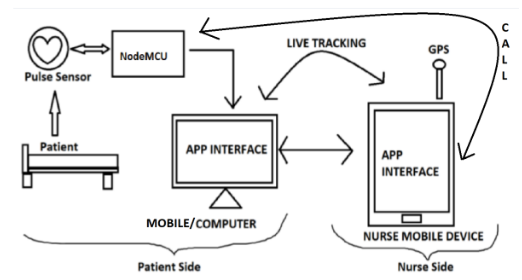 C
A
L
L
LIVE TRACKING
GPS
NodeMCU
Pulse Sensor
Patient
APP INTERFACE
APP
INTERFACE
MOBILE/COMPUTER
NURSE MOBILE DEVICE
Patient Side
Nurse Side